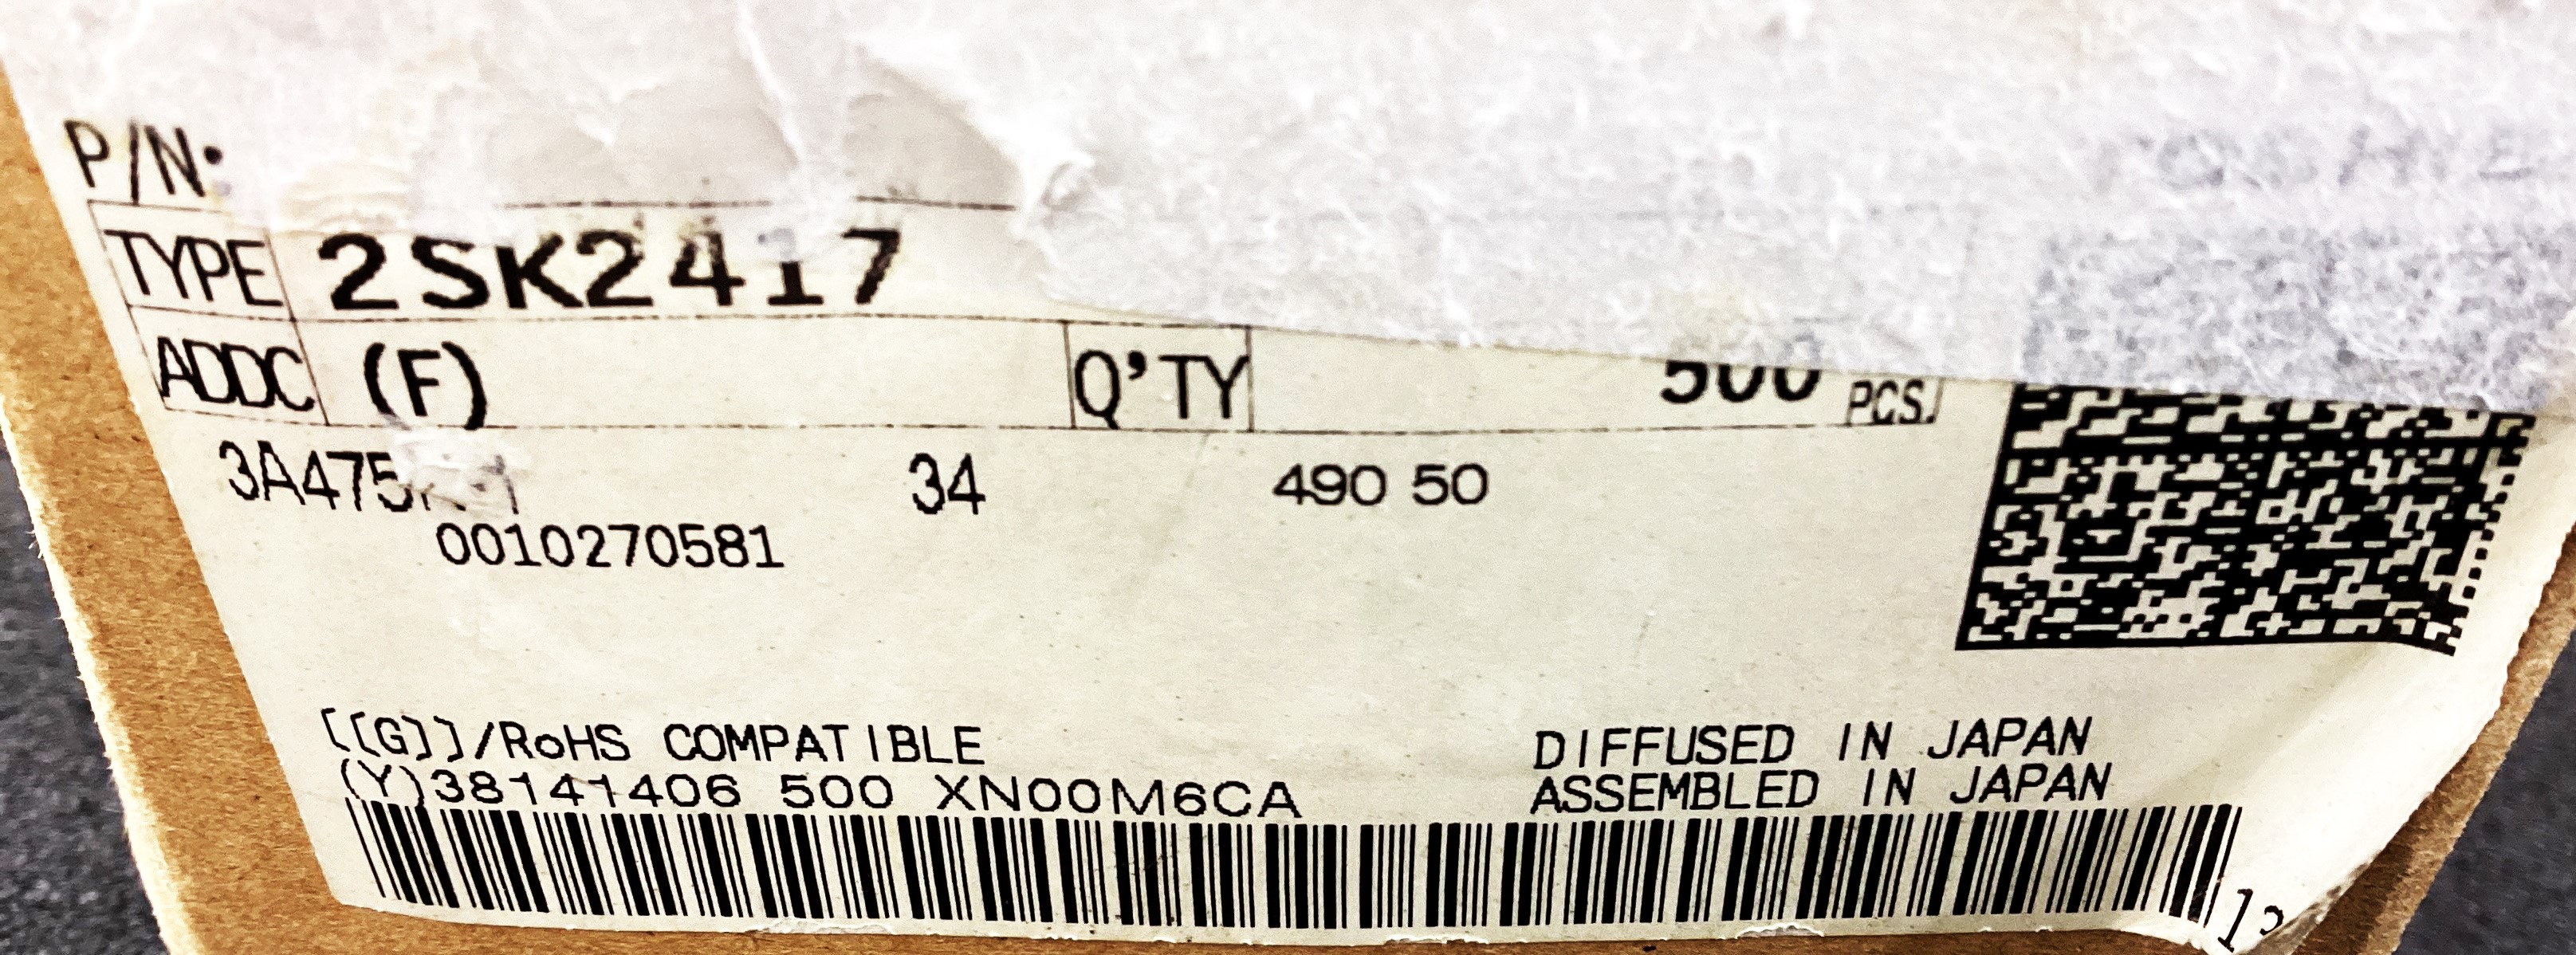 P/N:
TYPE 2SK2417
ADDC (F) Q'TY 500 PCS.
34 490 50
0010270581
[[G]]/RoHS COMPATIBLE DIFFUSED IN JAPAN
(Y)38141406 500 XN00M6CA ASSEMBLED IN JAPAN